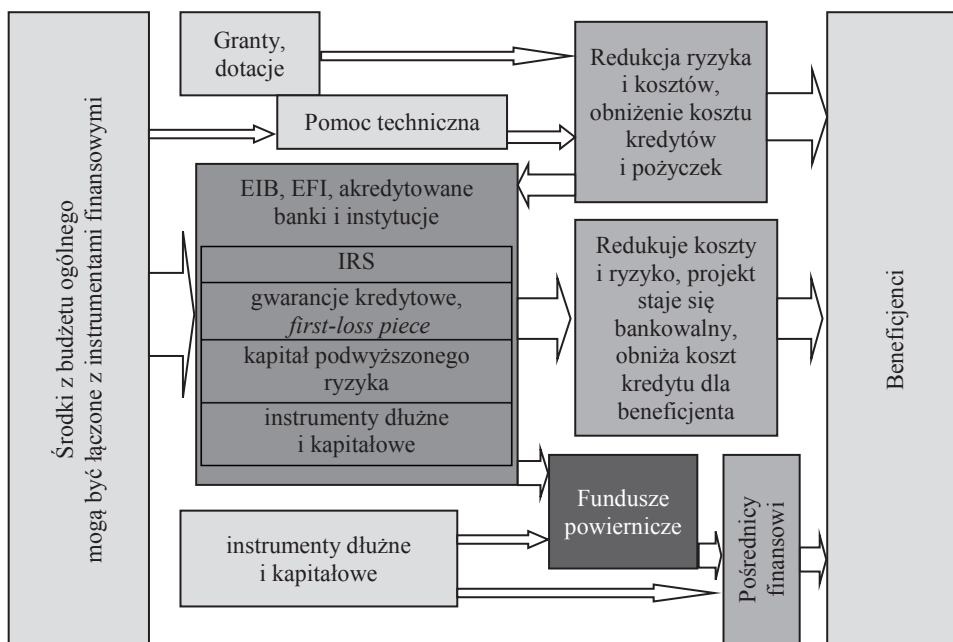 Środki z budżetu ogólnego
mogą być łączone z instrumentami finansowymi
Granty,
dotacje
Pomoc techniczna
Redukcja ryzyka
i kosztów,
obniżenie kosztu
kredytów
i pożyczek
EIB, EFI, akredytowane
banki i instytucje
IRS
gwarancje kredytowe,
first-loss piece
kapitał podwyższonego
ryzyka
instrumenty dłużne
i kapitałowe
Redukuje koszty
i ryzyko, projekt
staje się
bankowalny,
obniża koszt
kredytu dla
beneficjenta
Fundusze
powiernicze
instrumenty dłużne
i kapitałowe
Pośrednicy
finansowi
Beneficjenci